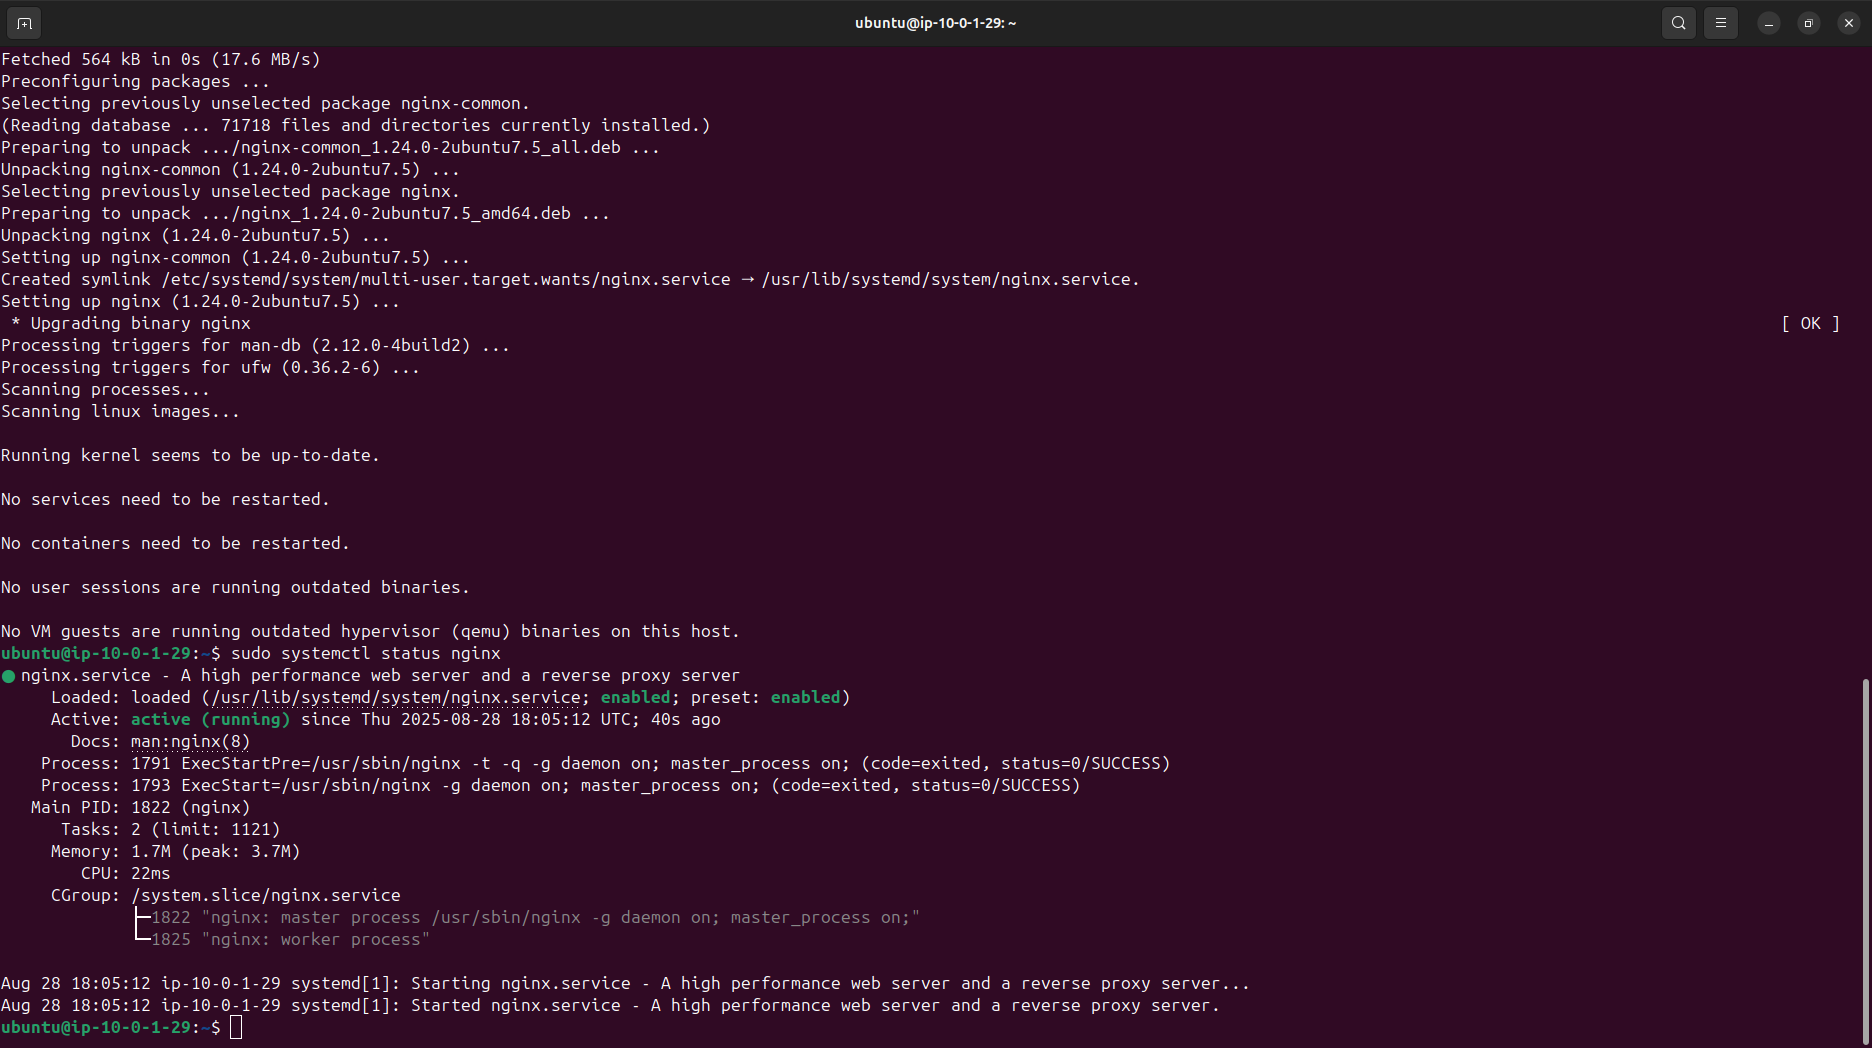 ubuntu@ip-10-0-1-29: ~
Fetched 564 kB in 0s (17.6 MB/s)
Preconfiguring packages ...
Selecting previously unselected package nginx-common.
(Reading database ... 71718 files and directories currently installed.)
Preparing to unpack .../nginx-common_1.24.0-2ubuntu7.5_all.deb ...
Unpacking nginx-common (1.24.0-2ubuntu7.5) ...
Selecting previously unselected package nginx.
Preparing to unpack .../nginx_1.24.0-2ubuntu7.5_amd64.deb ...
Unpacking nginx (1.24.0-2ubuntu7.5) ...
Setting up nginx-common (1.24.0-2ubuntu7.5) ...
Created symlink /etc/systemd/system/multi-user.target.wants/nginx.service → /usr/lib/systemd/system/nginx.service.
Setting up nginx (1.24.0-2ubuntu7.5) ...
 * Upgrading binary nginx [ OK ]
Processing triggers for man-db (2.12.0-4build2) ...
Processing triggers for ufw (0.36.2-6) ...
Scanning processes...
Scanning linux images...
Running kernel seems to be up-to-date.
No services need to be restarted.
No containers need to be restarted.
No user sessions are running outdated binaries.
No VM guests are running outdated hypervisor (qemu) binaries on this host.
ubuntu@ip-10-0-1-29:~$ sudo systemctl status nginx
● nginx.service - A high performance web server and a reverse proxy server
     Loaded: loaded (/usr/lib/systemd/system/nginx.service; enabled; preset: enabled)
     Active: active (running) since Thu 2025-08-28 18:05:12 UTC; 40s ago
       Docs: man:nginx(8)
    Process: 1791 ExecStartPre=/usr/sbin/nginx -t -q -g daemon on; master_process on; (code=exited, status=0/SUCCESS)
    Process: 1793 ExecStart=/usr/sbin/nginx -g daemon on; master_process on; (code=exited, status=0/SUCCESS)
   Main PID: 1822 (nginx)
      Tasks: 2 (limit: 1121)
     Memory: 1.7M (peak: 3.7M)
        CPU: 22ms
     CGroup: /system.slice/nginx.service
             ├─1822 "nginx: master process /usr/sbin/nginx -g daemon on; master_process on;"
             └─1825 "nginx: worker process"
Aug 28 18:05:12 ip-10-0-1-29 systemd[1]: Starting nginx.service - A high performance web server and a reverse proxy server...
Aug 28 18:05:12 ip-10-0-1-29 systemd[1]: Started nginx.service - A high performance web server and a reverse proxy server.
ubuntu@ip-10-0-1-29:~$